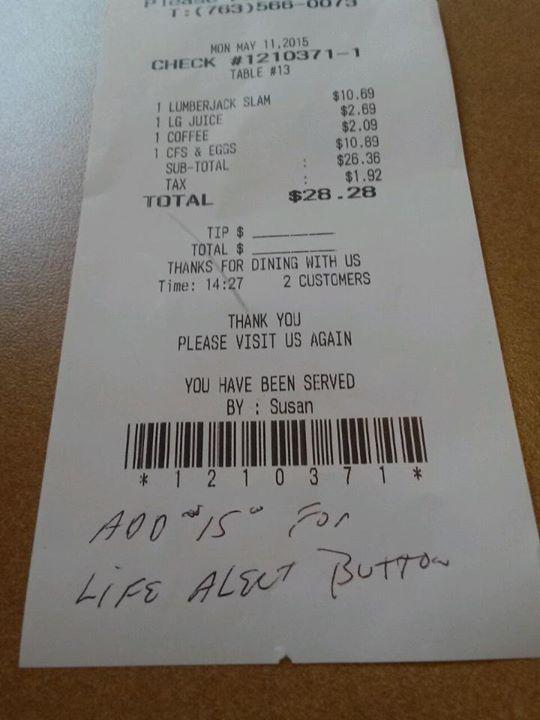 T:(763)566-0073
MON MAY 11,2015
CHECK #1210371-1
TABLE #13
1 LUMBERJACK SLAM $10.69
1 LG JUICE $2.69
1 COFFEE $2.09
1 CFS & EGGS $10.89
SUB-TOTAL : $26.36
TAX : $1.92
TOTAL $28.28
TIP $
TOTAL $
THANKS FOR DINING WITH US
Time: 14:27 2 CUSTOMERS
THANK YOU
PLEASE VISIT US AGAIN
YOU HAVE BEEN SERVED
BY : Susan
* 1 2 1 0 3 7 1 *
ADD $15 FOR
LIFE ALERT BUTTON